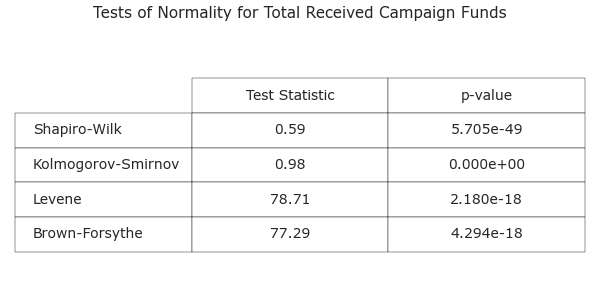 Tests of Normality for Total Received Campaign Funds
Test Statistic p-value
Shapiro-Wilk 0.59 5.705e-49
Kolmogorov-Smirnov 0.98 0.000e+00
Levene 78.71 2.180e-18
Brown-Forsythe 77.29 4.294e-18